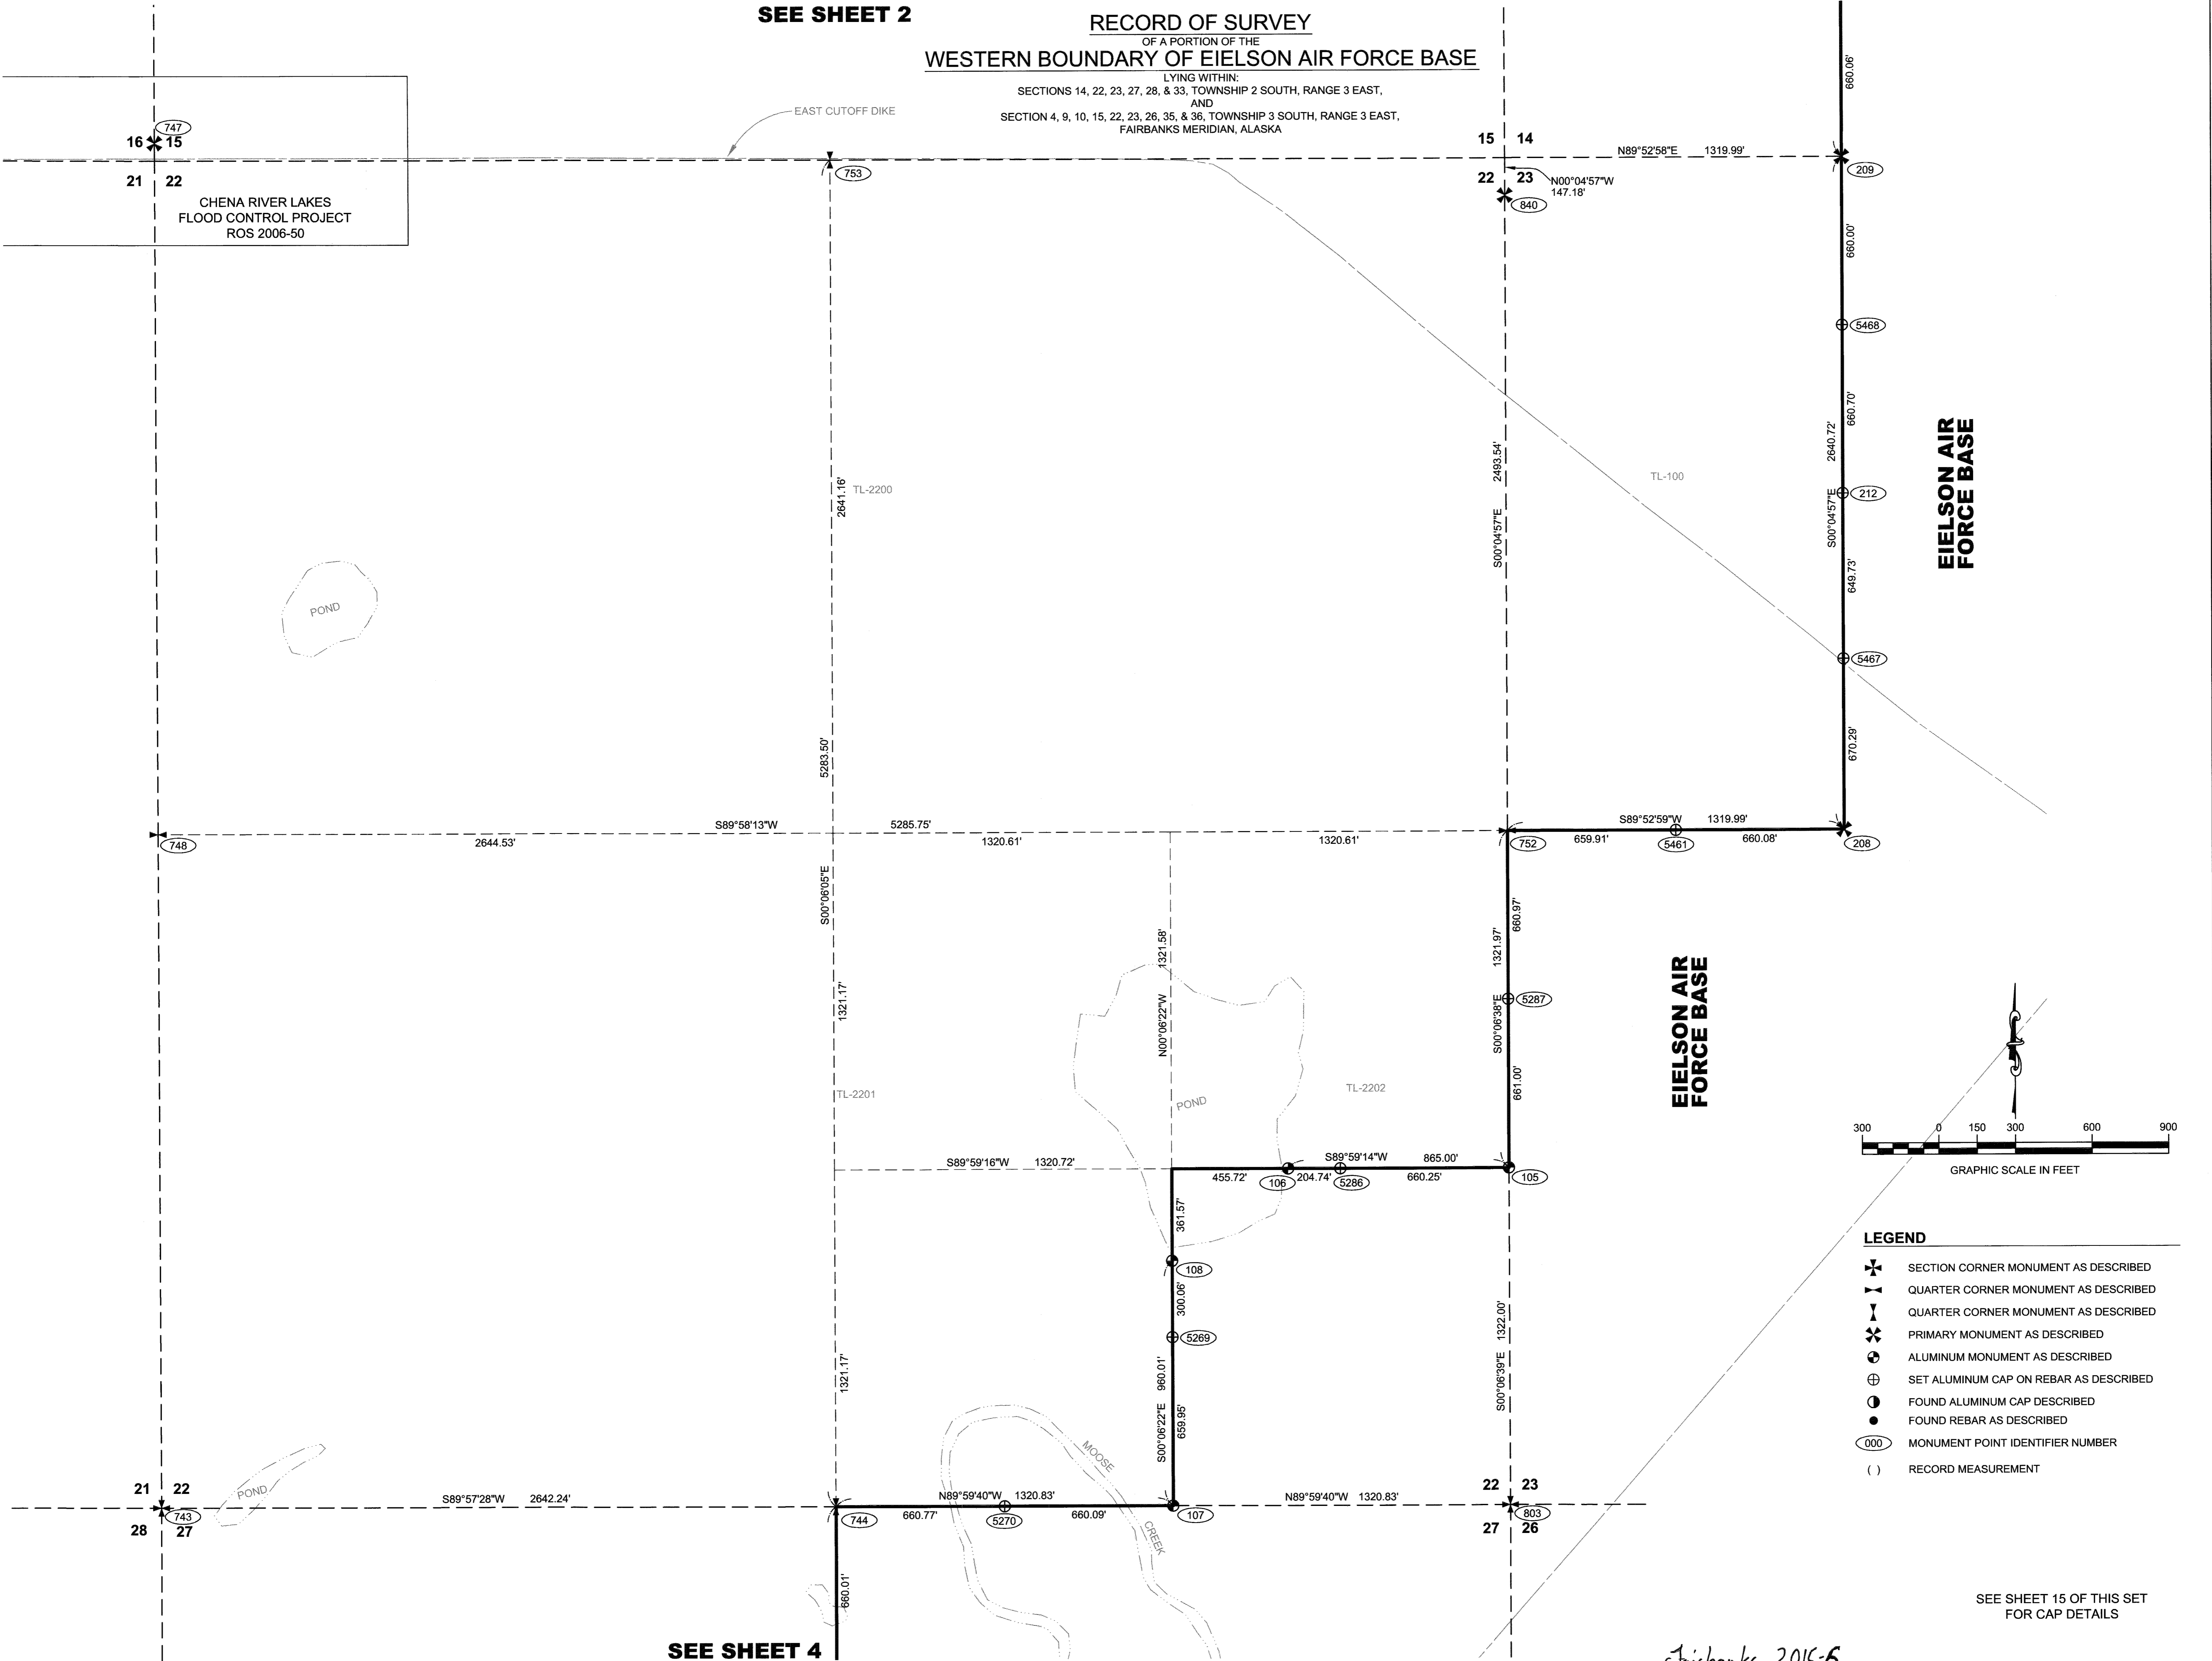 SEE SHEET 2
RECORD OF SURVEY
OF A PORTION OF THE
WESTERN BOUNDARY OF EIELSON AIR FORCE BASE
LYING WITHIN:
SECTIONS 14, 22, 23, 27, 28, & 33, TOWNSHIP 2 SOUTH, RANGE 3 EAST,
AND
SECTION 4, 9, 10, 15, 22, 23, 26, 35, & 36, TOWNSHIP 3 SOUTH, RANGE 3 EAST,
FAIRBANKS MERIDIAN, ALASKA
660.06'
EAST CUTOFF DIKE
747
16 15
21 22
CHENA RIVER LAKES
FLOOD CONTROL PROJECT
ROS 2006-50
753
15 14
22 23
N89°52'58"E 1319.99'
N00°04'57"W
147.18'
840
209
660.00'
5468
660.70'
2640.72'
S00°04'57"E
212
649.73'
5467
670.29'
EIELSON AIR
FORCE BASE
2493.54'
S00°04'57"E
TL-100
2641.16'
TL-2200
POND
5283.50'
S89°58'13"W 5285.75'
748
2644.53'
1320.61'
1320.61'
752
S89°52'59"W 1319.99'
659.91'
5461
660.08'
208
S00°06'05"E
1321.17'
1321.58'
N00°06'22"W
660.97'
1321.97'
S00°06'38"E
5287
661.00'
EIELSON AIR
FORCE BASE
TL-2201
POND
TL-2202
S89°59'16"W 1320.72'
S89°59'14"W 865.00'
455.72'
106
204.74'
5286
660.25'
105
361.57'
108
300.06'
5269
960.01'
S00°06'22"E
659.95'
1321.17'
1322.00'
S00°06'39"E
MOOSE
CREEK
POND
21 22
28 27
743
S89°57'28"W 2642.24'
744
N89°59'40"W 1320.83'
660.77'
5270
660.09'
107
N89°59'40"W 1320.83'
22 23
27 26
803
660.01'
SEE SHEET 4
300 0 150 300 600 900
GRAPHIC SCALE IN FEET
LEGEND
SECTION CORNER MONUMENT AS DESCRIBED
QUARTER CORNER MONUMENT AS DESCRIBED
QUARTER CORNER MONUMENT AS DESCRIBED
PRIMARY MONUMENT AS DESCRIBED
ALUMINUM MONUMENT AS DESCRIBED
SET ALUMINUM CAP ON REBAR AS DESCRIBED
FOUND ALUMINUM CAP DESCRIBED
FOUND REBAR AS DESCRIBED
000 MONUMENT POINT IDENTIFIER NUMBER
( ) RECORD MEASUREMENT
SEE SHEET 15 OF THIS SET
FOR CAP DETAILS
Fairbanks